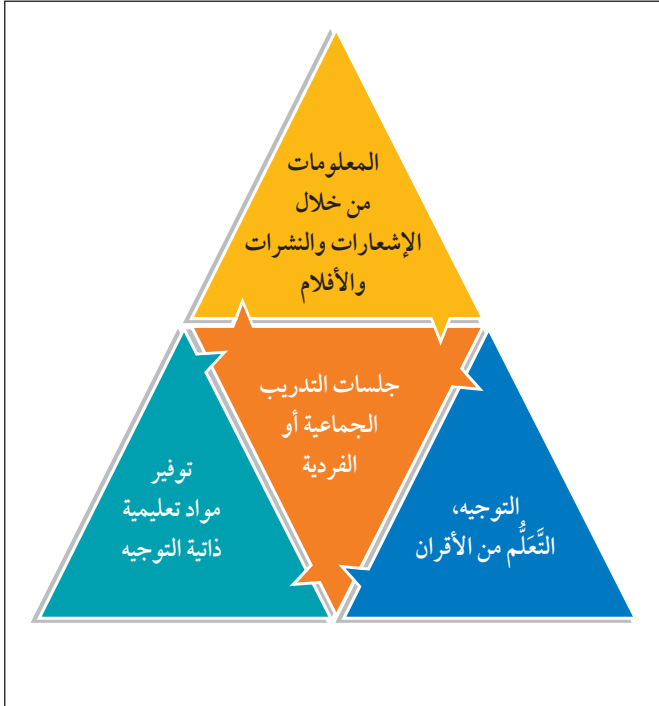 المعلومات
من خلال
الإشعارات والنشرات
والأفلام
جلسات التدريب
الجماعية أو
الفردية
التوجيه،
التَّعَلُّم من الأقران
توفير
مواد تعليمية
ذاتية التوجيه